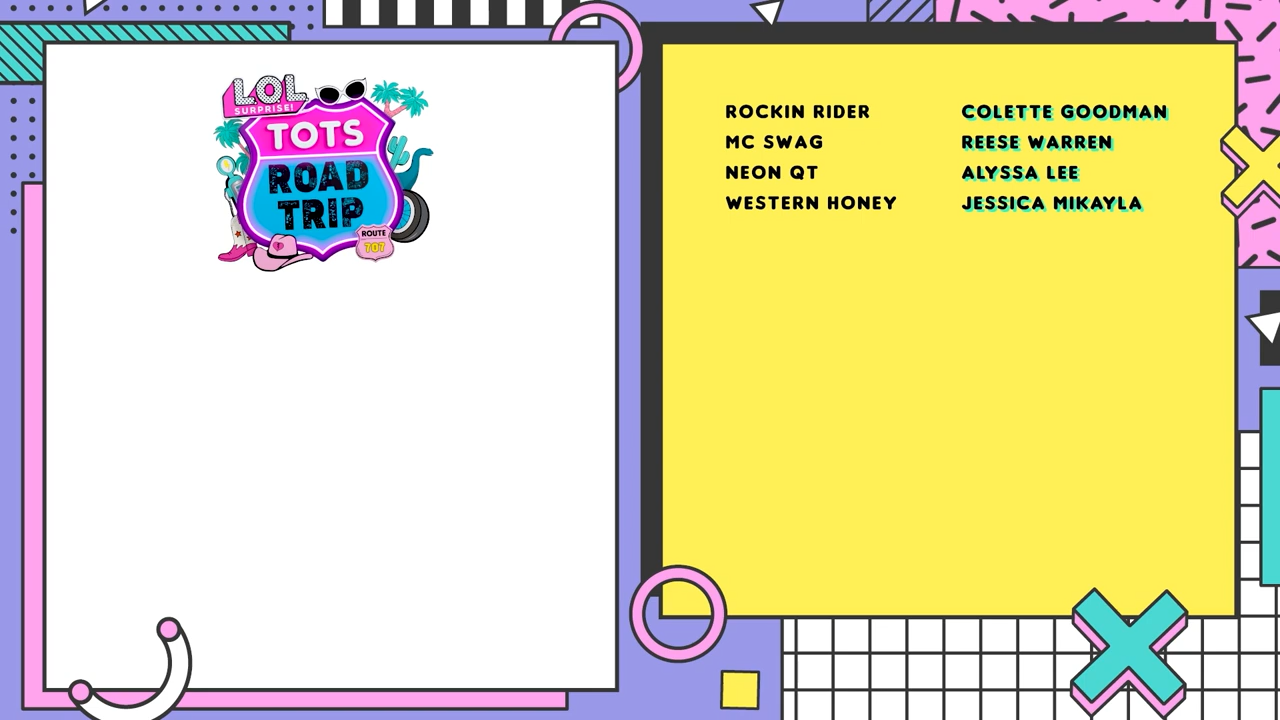 LOL
SURPRISE!
TOTS
ROAD
TRIP
ROUTE
707
ROCKIN RIDER COLETTE GOODMAN
MC SWAG REESE WARREN
NEON QT ALYSSA LEE
WESTERN HONEY JESSICA MIKAYLA